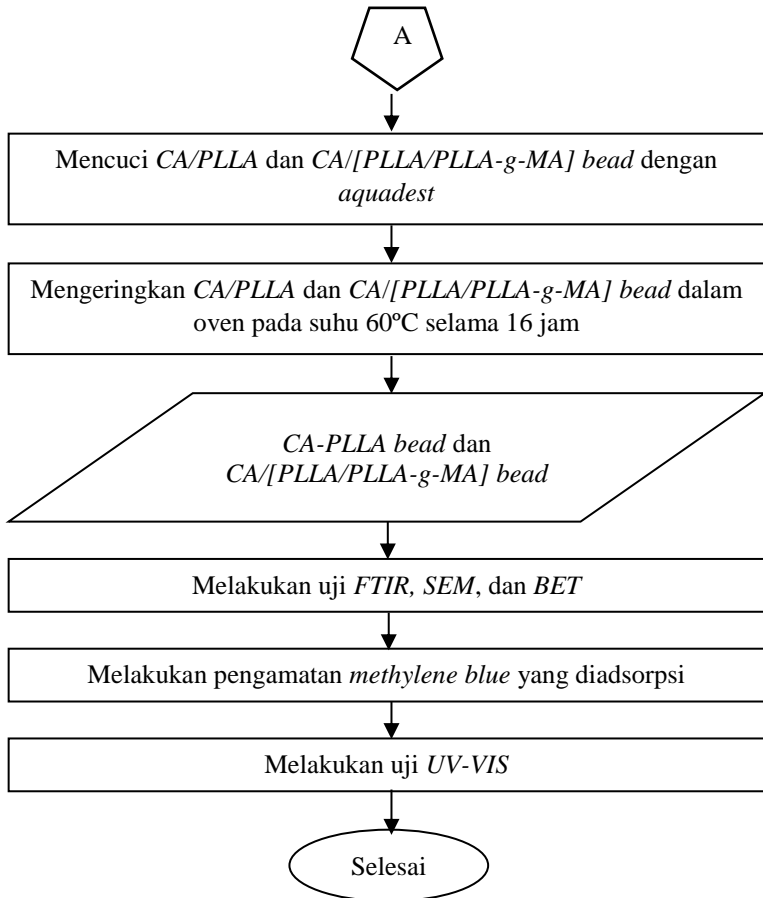 A
Mencuci CA/PLLA dan CA/[PLLA/PLLA-g-MA] bead dengan
aquadest
Mengeringkan CA/PLLA dan CA/[PLLA/PLLA-g-MA] bead dalam
oven pada suhu 60ºC selama 16 jam
CA-PLLA bead dan
CA/[PLLA/PLLA-g-MA] bead
Melakukan uji FTIR, SEM, dan BET
Melakukan pengamatan methylene blue yang diadsorpsi
Melakukan uji UV-VIS
Selesai